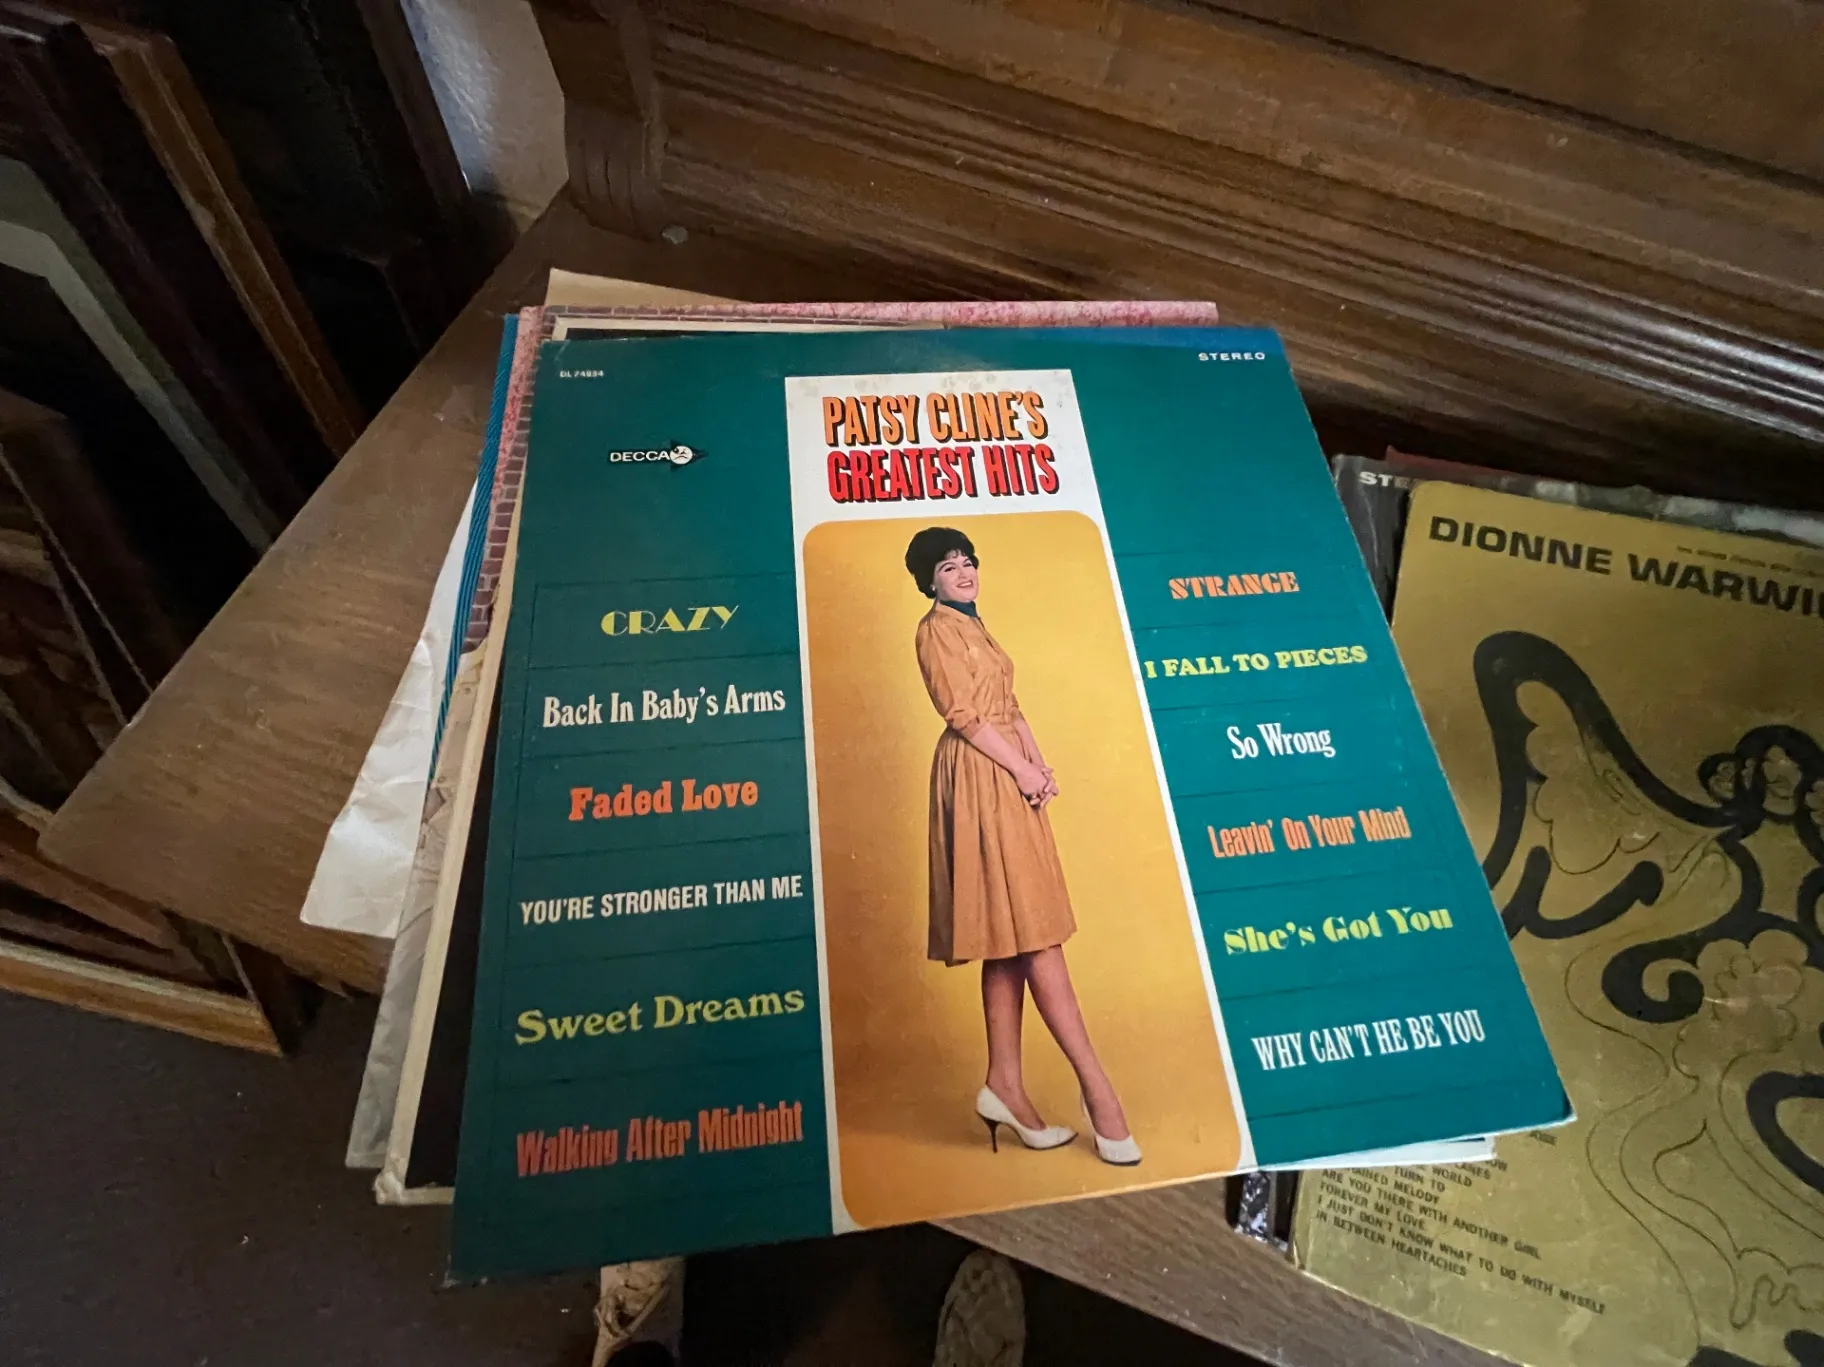 DL 74854
STEREO
DECCA
PATSY CLINE'S
GREATEST HITS
CRAZY
Back In Baby's Arms
Faded Love
YOU'RE STRONGER THAN ME
Sweet Dreams
Walking After Midnight
STRANGE
I FALL TO PIECES
So Wrong
Leavin' On Your Mind
She's Got You
WHY CAN'T HE BE YOU
ST
DIONNE WARWI
WORLD
TURN TO
MELODY
ARE YOU THERE WITH ANOTHER GIRL
FOREVER MY LOVE
I JUST DON'T KNOW WHAT TO DO WITH MYSELF
IN BETWEEN HEARTACHES